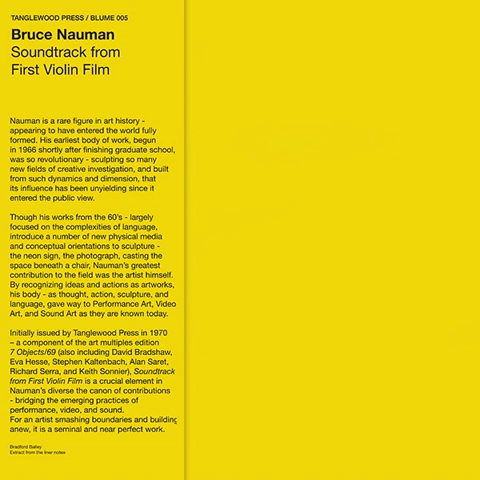 TANGLEWOOD PRESS / BLUME 005
Bruce Nauman
Soundtrack from
First Violin Film
Nauman is a rare figure in art history -
appearing to have entered the world fully
formed. His earliest body of work, begun
in 1966 shortly after finishing graduate school,
was so revolutionary - sculpting so many
new fields of creative investigation, and built
from such dynamics and dimension, that
its influence has been unyielding since it
entered the public view.
Though his works from the 60's - largely
focused on the complexities of language,
introduce a number of new physical media
and conceptual orientations to sculpture -
the neon sign, the photograph, casting the
space beneath a chair, Nauman's greatest
contribution to the field was the artist himself.
By recognizing ideas and actions as artworks,
his body - as thought, action, sculpture, and
language, gave way to Performance Art, Video
Art, and Sound Art as they are known today.
Initially issued by Tanglewood Press in 1970
– a component of the art multiples edition
7 Objects/69 (also including David Bradshaw,
Eva Hesse, Stephen Kaltenbach, Alan Saret,
Richard Serra, and Keith Sonnier), Soundtrack
from First Violin Film is a crucial element in
Nauman's diverse the canon of contributions
- bridging the emerging practices of
performance, video, and sound.
For an artist smashing boundaries and building
anew, it is a seminal and near perfect work.
Bradford Bailey
Extract from the liner notes